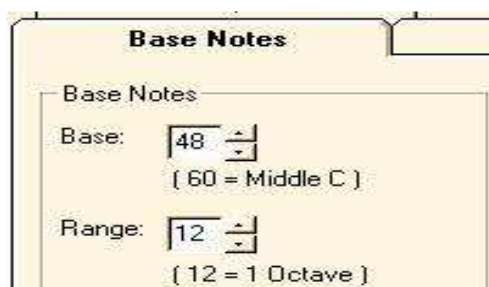 Base Notes
Base Notes
Base: 48
( 60 = Middle C )
Range: 12
( 12 = 1 Octave )